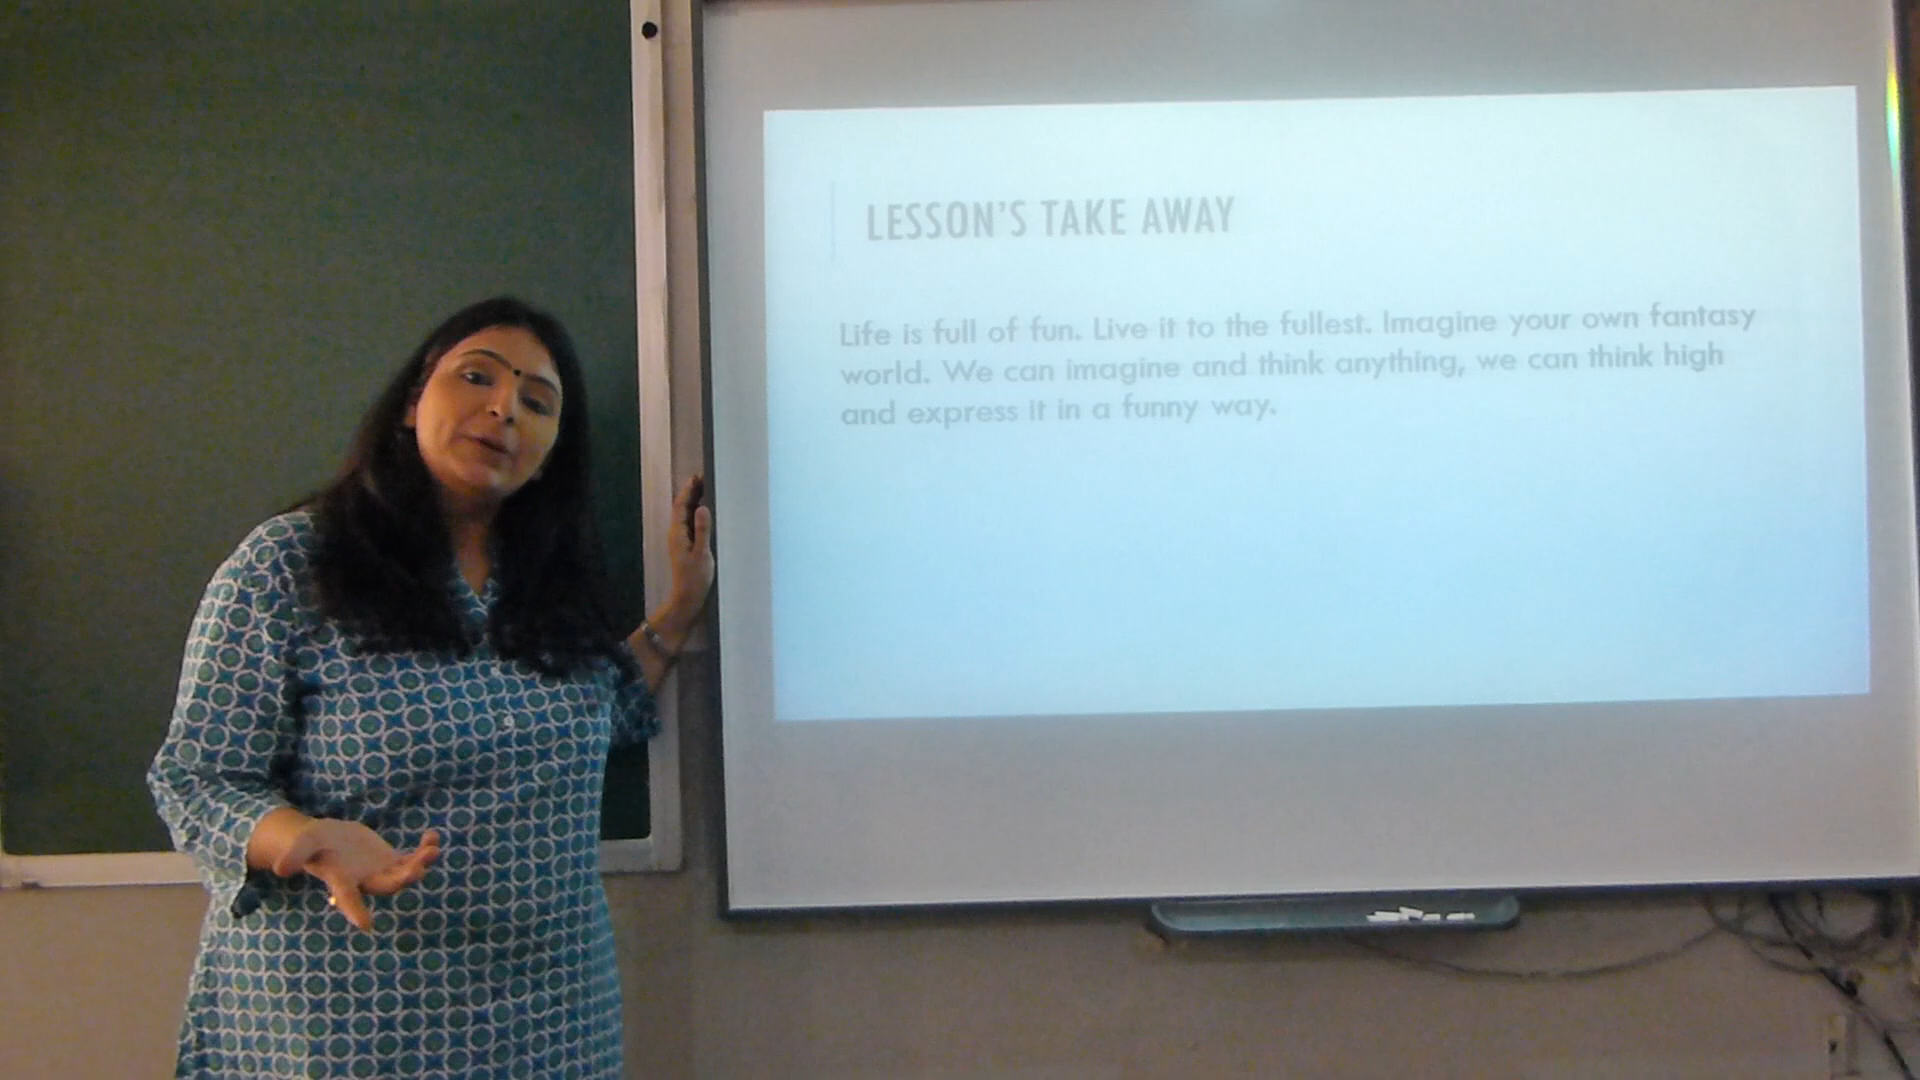 LESSON'S TAKE AWAY
Life is full of fun. Live it to the fullest. Imagine your own fantasy
world. We can imagine and think anything, we can think high
and express it in a funny way.